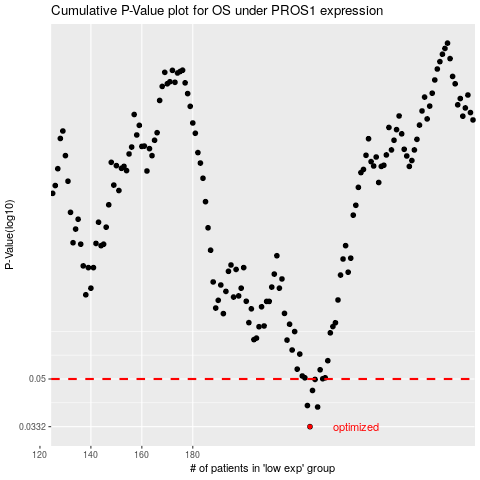 Cumulative P-Value plot for OS under PROS1 expression
P-Value(log10)
0.05
0.0332
optimized
120 140 160 180
# of patients in 'low exp' group